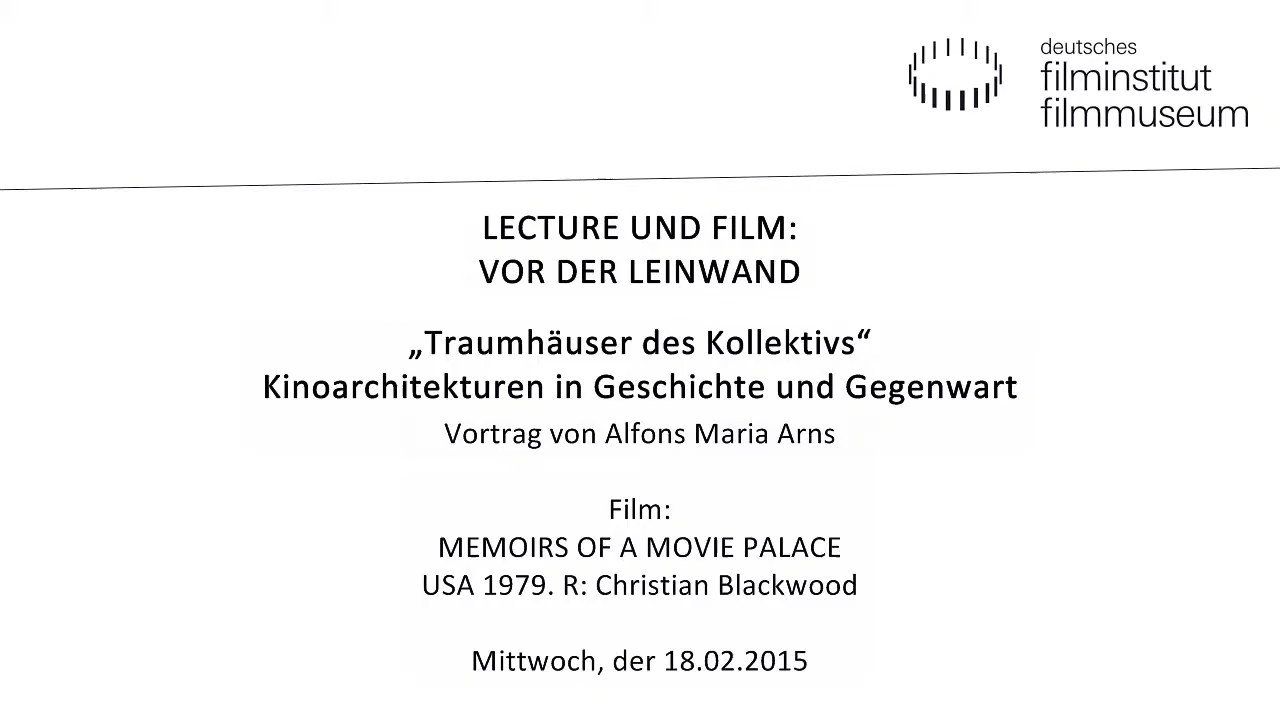 deutsches
filminstitut
filmmuseum
LECTURE UND FILM:
VOR DER LEINWAND
„Traumhäuser des Kollektivs“
Kinoarchitekturen in Geschichte und Gegenwart
Vortrag von Alfons Maria Arns
Film:
MEMOIRS OF A MOVIE PALACE
USA 1979. R: Christian Blackwood
Mittwoch, der 18.02.2015